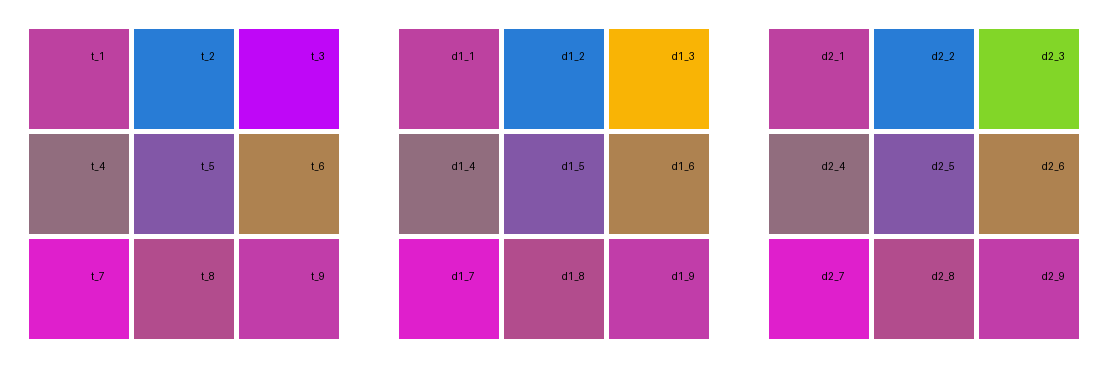 t_1 t_2 t_3 d1_1 d1_2 d1_3 d2_1 d2_2 d2_3
t_4 t_5 t_6 d1_4 d1_5 d1_6 d2_4 d2_5 d2_6
t_7 t_8 t_9 d1_7 d1_8 d1_9 d2_7 d2_8 d2_9